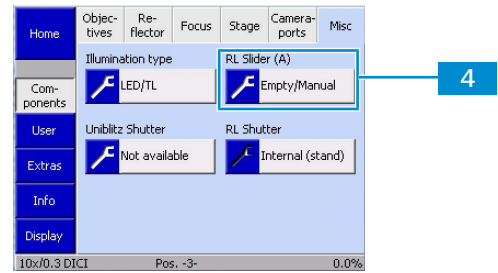 Home
Objec-
tives
Re-
flector
Focus
Stage
Camera-
ports
Misc
Illumination type
RL Slider (A)
LED/TL
Empty/Manual
4
Com-
ponents
User
Uniblitz Shutter
RL Shutter
Not available
Internal (stand)
Extras
Info
Display
10x/0.3 DICI
Pos. -3-
0.0%